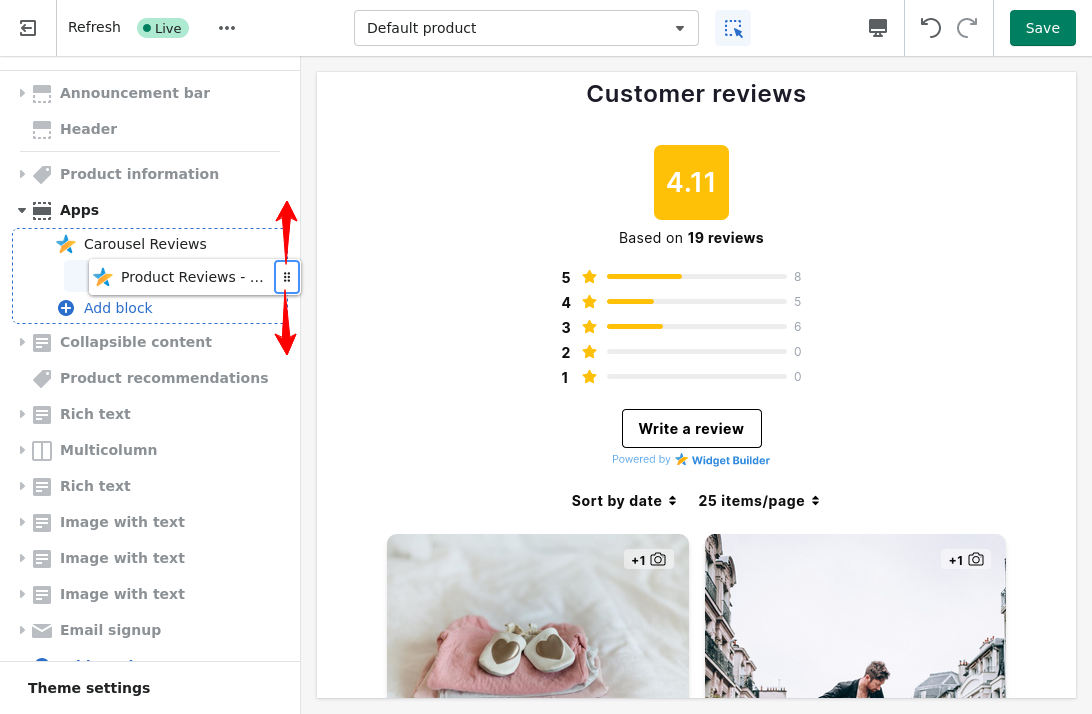 Refresh
Live
Default product
Save
Announcement bar
Header
Product information
Apps
Carousel Reviews
Product Reviews - ...
Add block
Collapsible content
Product recommendations
Rich text
Multicolumn
Rich text
Image with text
Image with text
Image with text
Email signup
Theme settings
Customer reviews
4.11
Based on 19 reviews
5 8
4 5
3 6
2 0
1 0
Write a review
Powered by Widget Builder
Sort by date 25 items/page
+1
+1